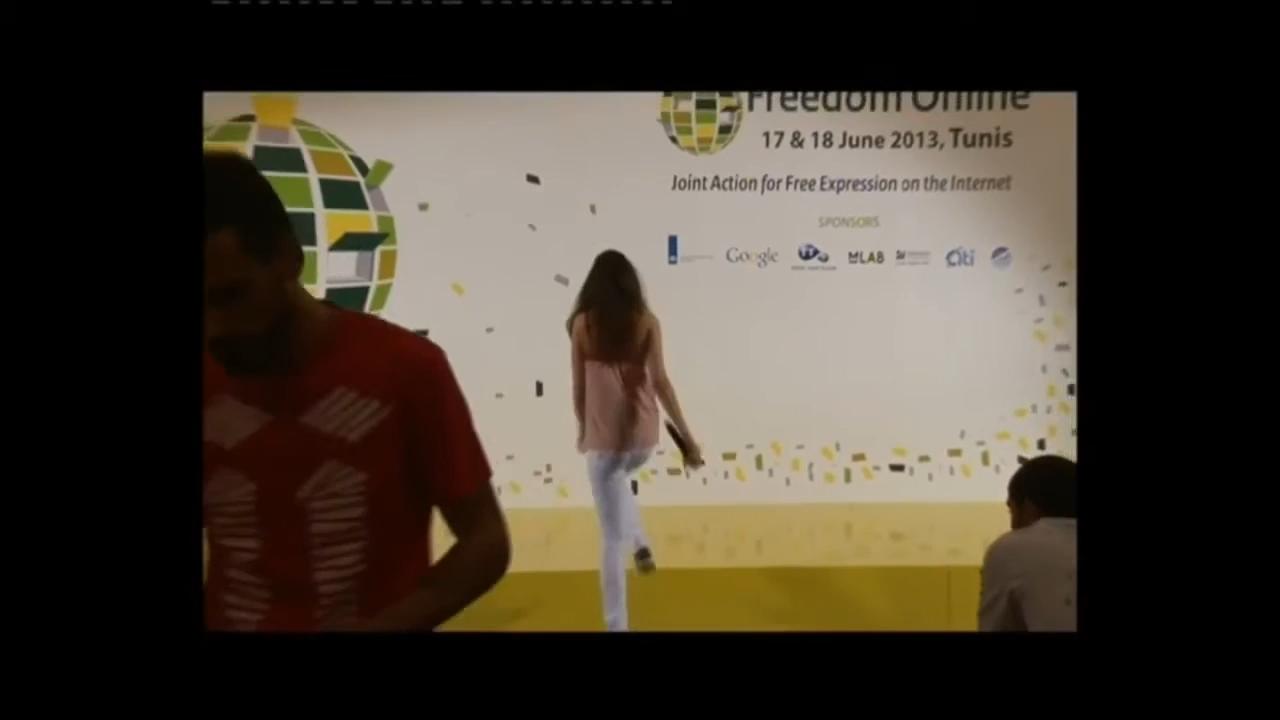 Freedom Online
17 & 18 June 2013, Tunis
Joint Action for Free Expression on the Internet
SPONSORS
Google MLAB Citi